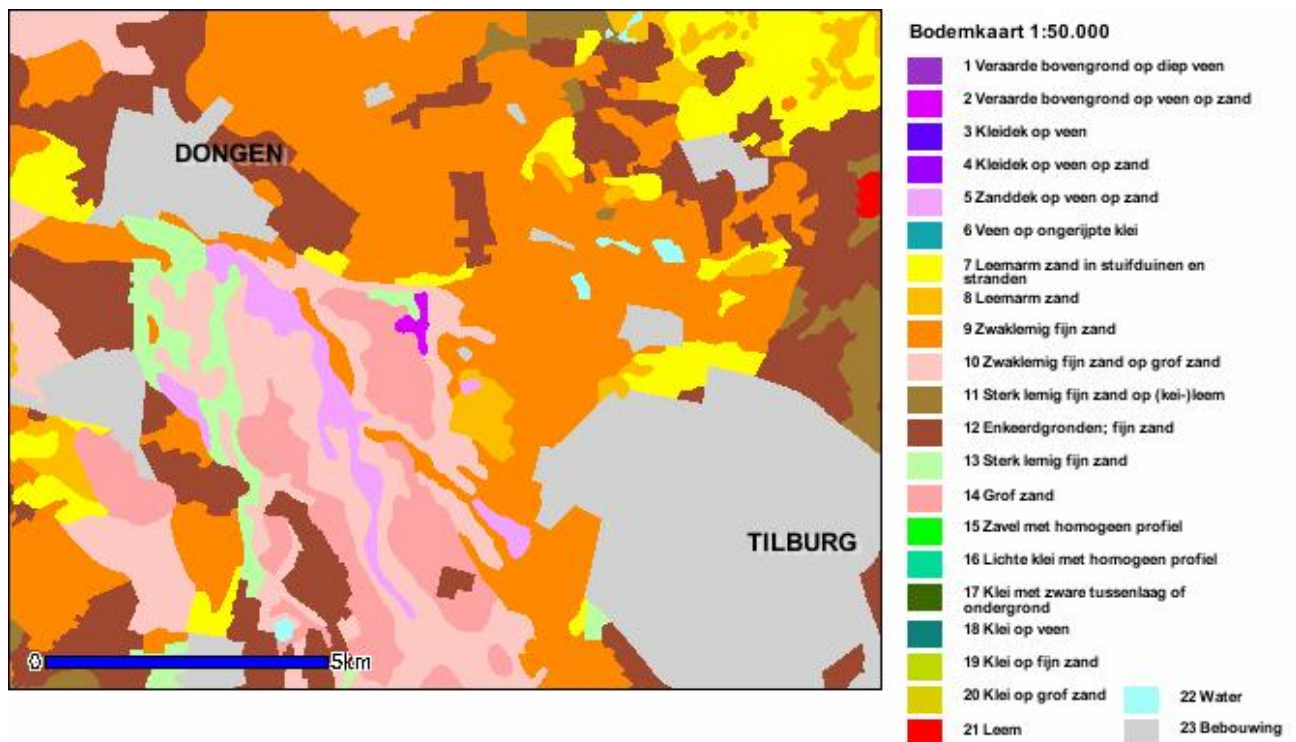 Bodemkaart 1:50.000
DONGEN
TILBURG
0
5km
1 Veraarde bovengrond op diep veen
2 Veraarde bovengrond op veen op zand
3 Kleidek op veen
4 Kleidek op veen op zand
5 Zanddek op veen op zand
6 Veen op ongerijpte klei
7 Leemarm zand in stuifduinen en
stranden
8 Leemarm zand
9 Zwaklemig fijn zand
10 Zwaklemig fijn zand op grof zand
11 Sterk lemig fijn zand op (kei-)leem
12 Enkeerdgronden; fijn zand
13 Sterk lemig fijn zand
14 Grof zand
15 Zavel met homogeen profiel
16 Lichte klei met homogeen profiel
17 Klei met zware tussenlaag of
ondergrond
18 Klei op veen
19 Klei op fijn zand
20 Klei op grof zand
21 Leem
22 Water
23 Bebouwing